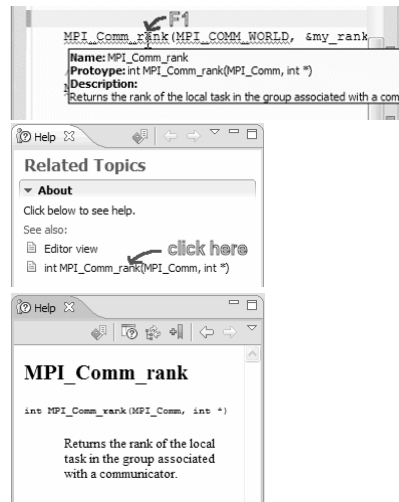 F1
MPI_Comm_rank(MPI_COMM_WORLD, &my_rank
Name: MPI_Comm_rank
Protoype: int MPI_Comm_rank(MPI_Comm, int *)
Description:
Returns the rank of the local task in the group associated with a com
Help
Related Topics
About
Click below to see help.
See also:
Editor view
click here
int MPI_Comm_rank(MPI_Comm, int *)
Help
MPI_Comm_rank
int MPI_Comm_rank(MPI_Comm, int *)
Returns the rank of the local
task in the group associated
with a communicator.